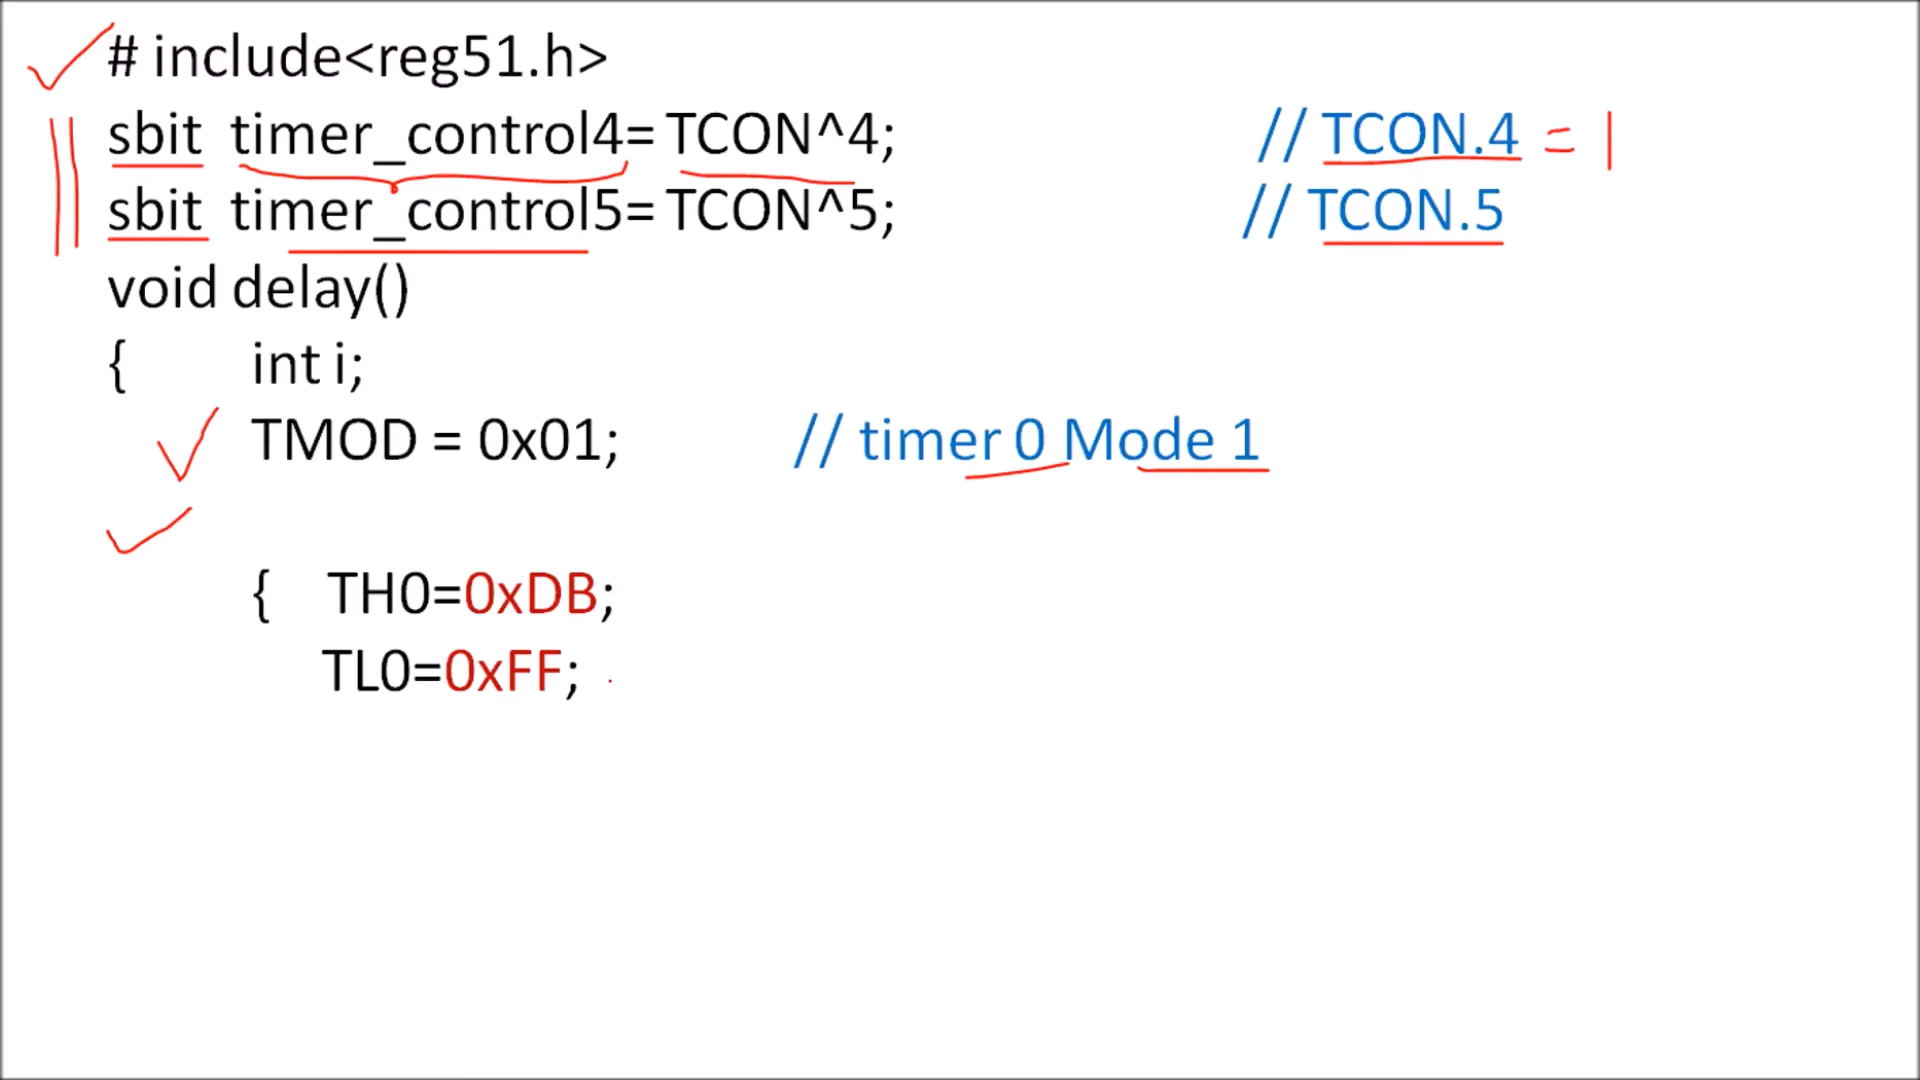 # include<reg51.h>
sbit timer_control4= TCON^4; // TCON.4 = 1
sbit timer_control5= TCON^5; // TCON.5
void delay()
{ int i;
TMOD = 0x01; // timer 0 Mode 1
{ TH0=0xDB;
TL0=0xFF;